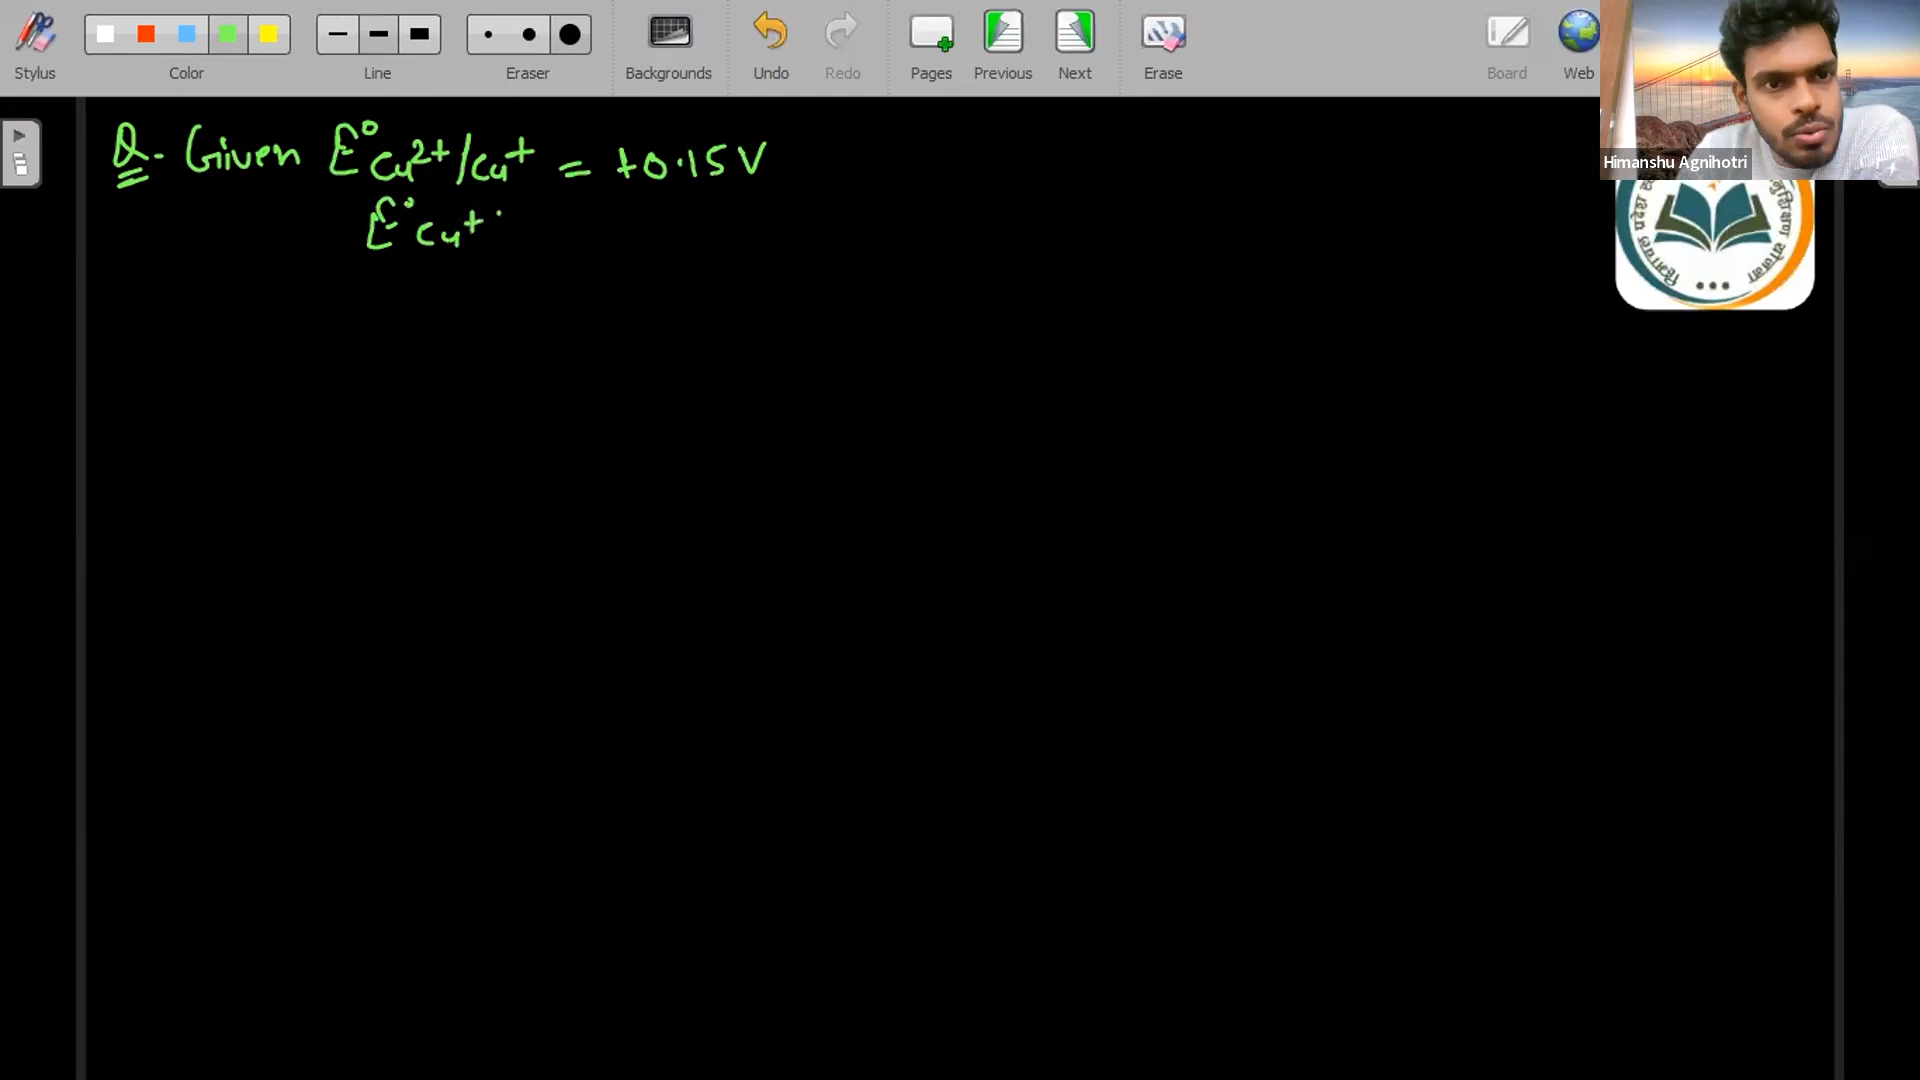 Stylus
Color
Line
Eraser
Backgrounds
Undo
Redo
Pages
Previous
Next
Erase
Board
Web
Himanshu Agnihotri
Q- Given E° Cu2+/Cu+ = +0.15 V
E° Cu+